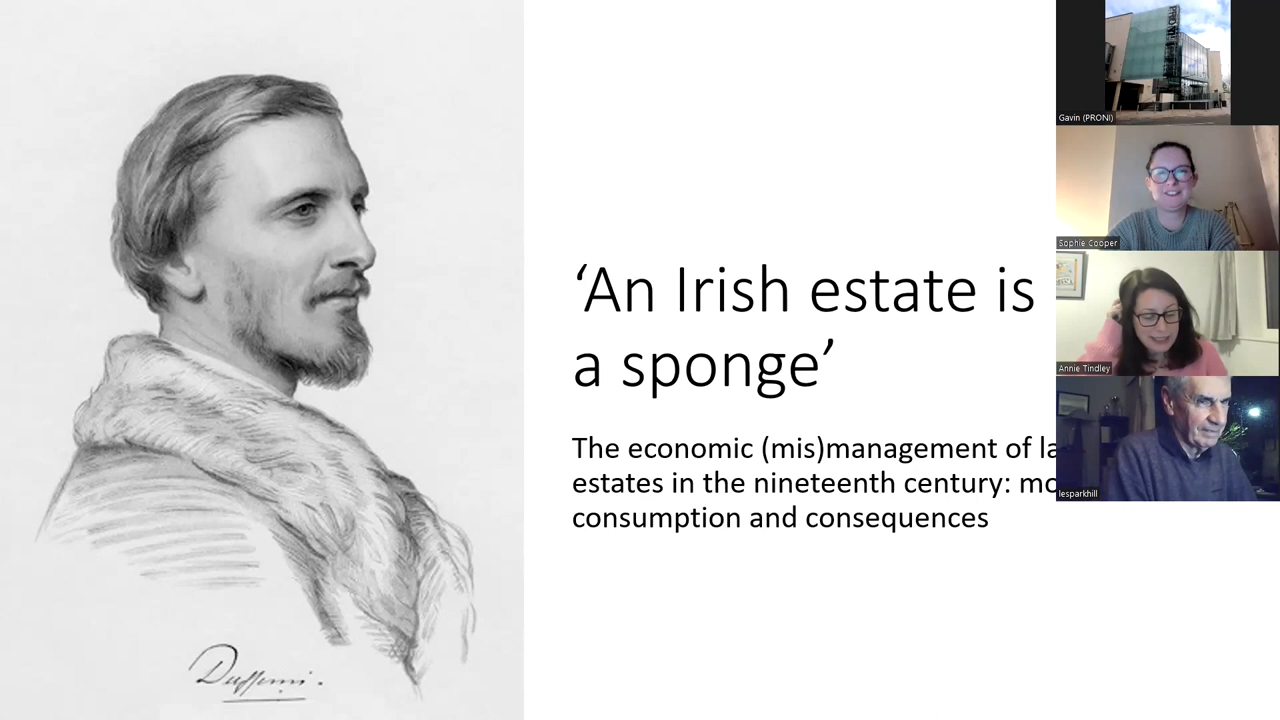 ‘An Irish estate is
a sponge’
The economic (mis)management of la
estates in the nineteenth century: mo
consumption and consequences
Dufferin.
Gavin (PRONI)
Sophie Cooper
Annie Tindley
lesparkhill